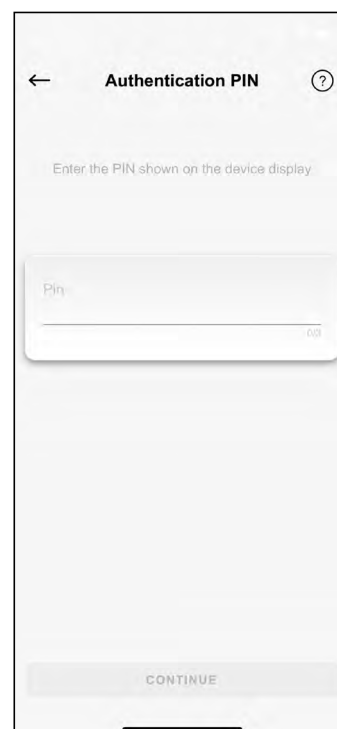 ← Authentication PIN ?
Enter the PIN shown on the device display
Pin
0/3
CONTINUE